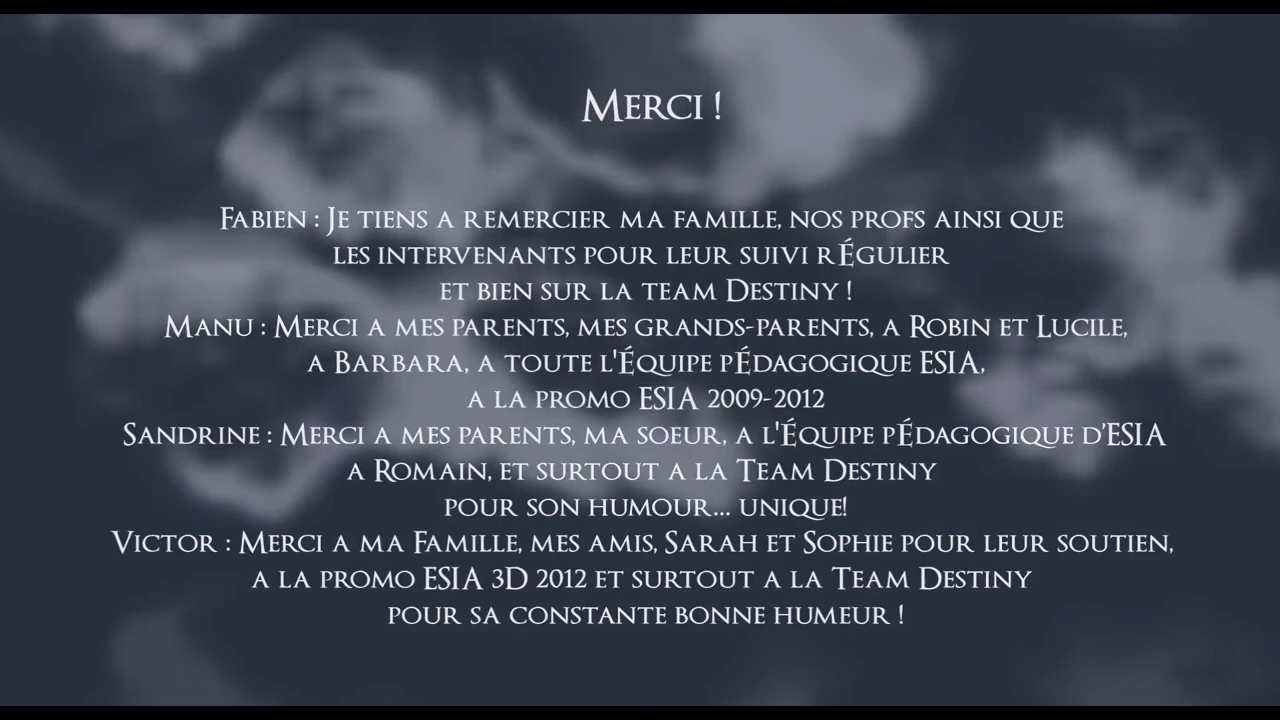 Merci !
Fabien : Je tiens a remercier ma famille, nos profs ainsi que
les intervenants pour leur suivi rÉgulier
et bien sur la team Destiny !
Manu : Merci a mes parents, mes grands-parents, a Robin et Lucile,
a Barbara, a toute l'Équipe pÉdagogique ESIA,
a la promo ESIA 2009-2012
Sandrine : Merci a mes parents, ma soeur, a l'Équipe pÉdagogique d'ESIA
a Romain, et surtout a la Team Destiny
pour son humour... unique!
Victor : Merci a ma Famille, mes amis, Sarah et Sophie pour leur soutien,
a la promo ESIA 3D 2012 et surtout a la Team Destiny
pour sa constante bonne humeur !